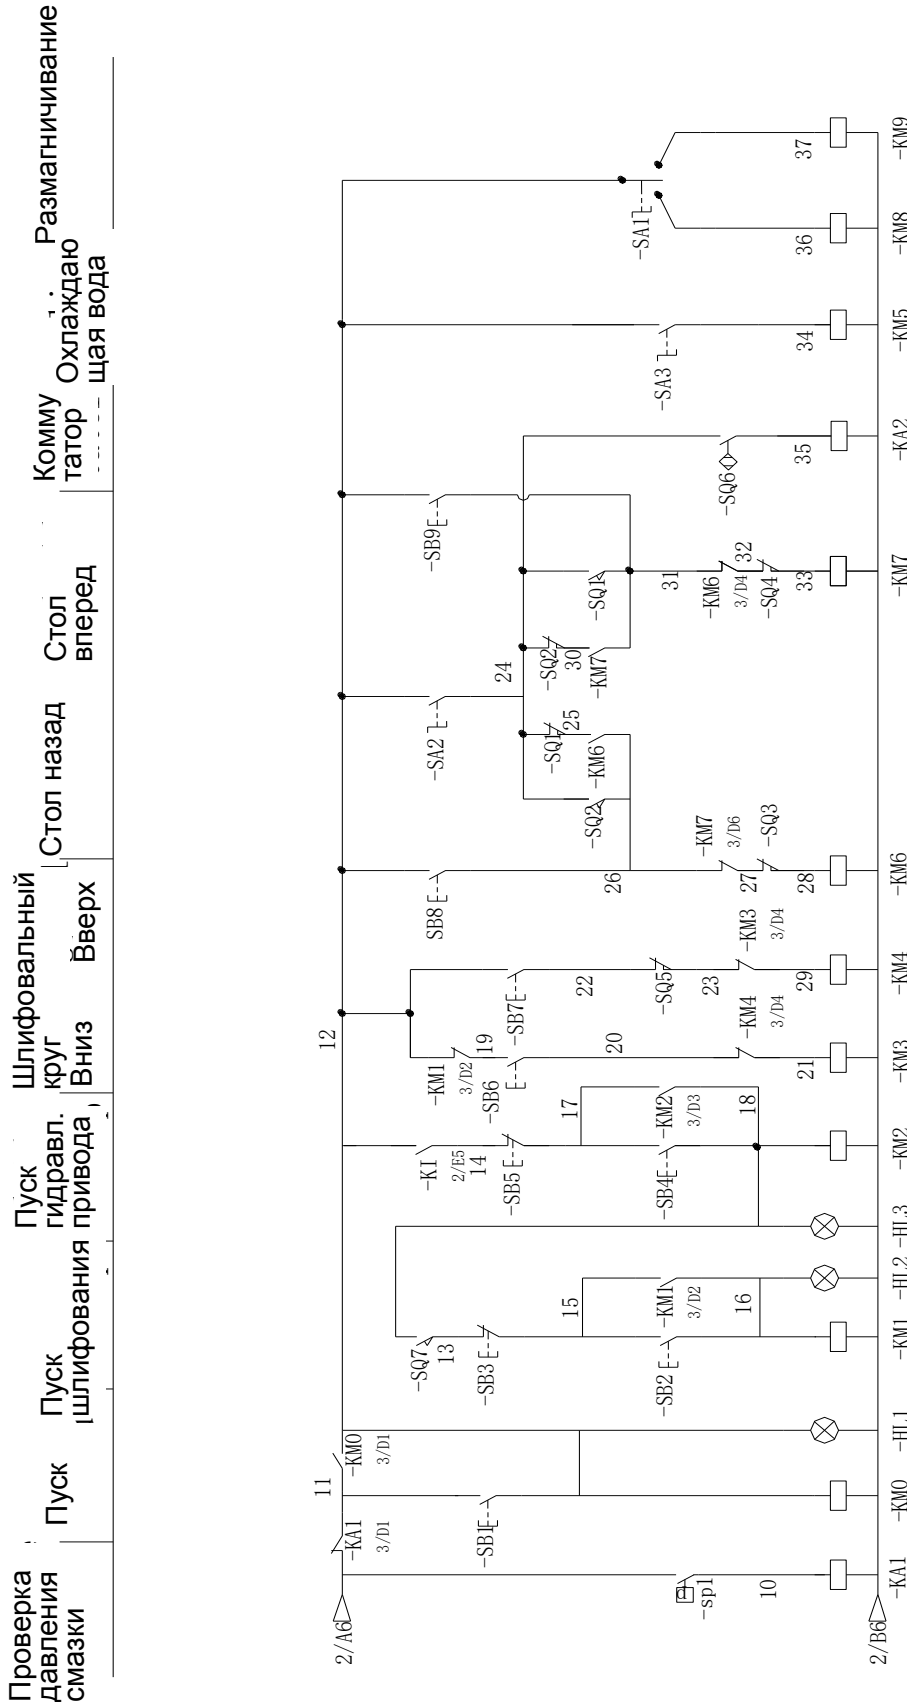 Проверка
давления
смазки
Пуск
Пуск
шлифования
Пуск
гидравл.
привода
Шлифовальный
круг
Вниз
Вверх
Стол назад
Стол
вперед
Комму
татор
Охлаждаю
щая вода
Размагничивание
2/A6
-KA1
3/D1
11
-KM0
3/D1
12
-sp1
10
-SB1
-SQ7
13
-SB3
15
-SB2
-KM1
3/D2
16
-KI
2/E5
14
-SB5
17
-SB4
-KM2
3/D3
18
-KM1
3/D2
19
-SB6
20
-KM4
3/D4
21
-SB7
22
-SQ5
23
-KM3
3/D4
29
SB8
26
-KM7
3/D6
27
-SQ3
28
-SQ2
-SQ1
25
-KM6
-SA2
24
-SQ2
30
-KM7
-SQ1
31
-KM6
3/D4
32
-SQ4
33
-SB9
-SQ6
35
-SA3
34
-SA1
36
37
2/B6
-KA1
-KM0
-HL1
-KM1
-HL2
-HL3
-KM2
-KM3
-KM4
-KM6
-KM7
-KA2
-KM5
-KM8
-KM9